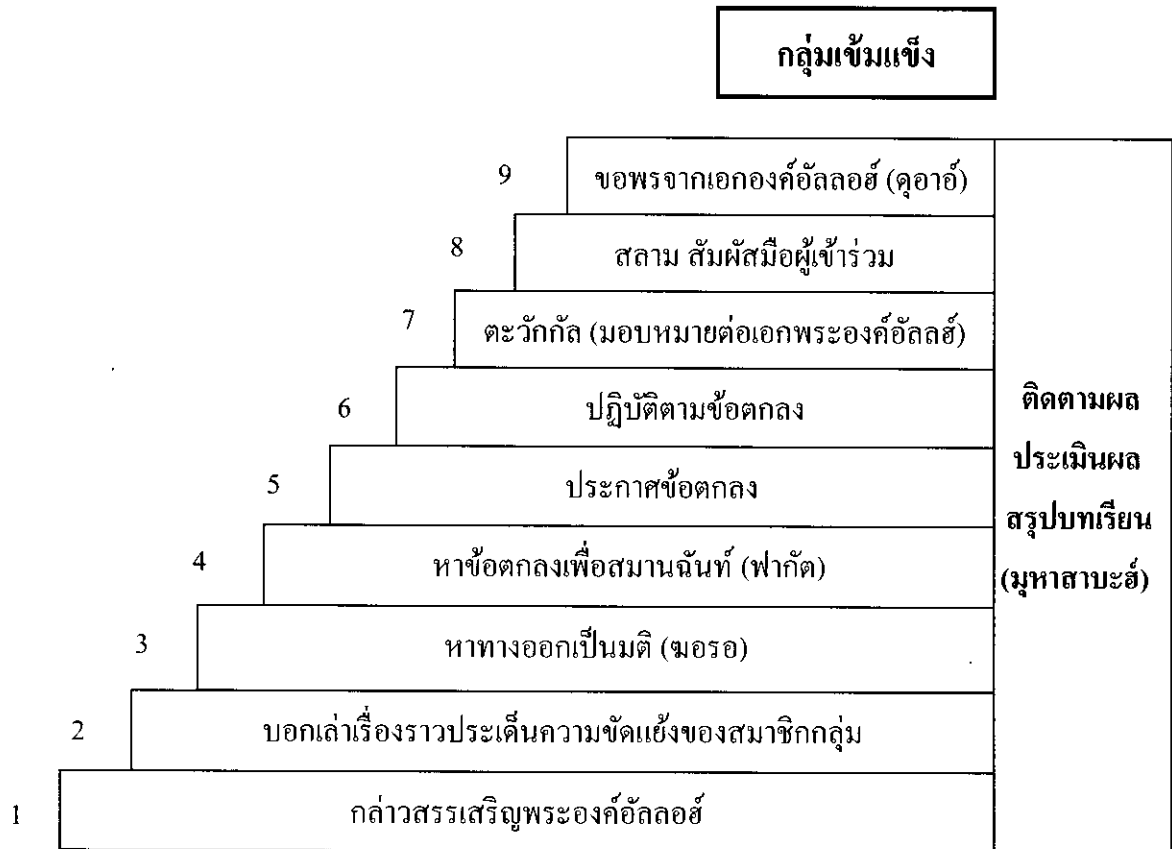 กลุ่มเข้มแข็ง
9 ขอพรจากเอกองค์อัลลอฮ์ (ดุอาอ์)
8 สลาม สัมผัสมือผู้เข้าร่วม
7 ตะวักกัล (มอบหมายต่อเอกพระองค์อัลลฮ์)
6 ปฏิบัติตามข้อตกลง
5 ประกาศข้อตกลง
4 หาข้อตกลงเพื่อสมานฉันท์ (ฟากัต)
3 หาทางออกเป็นมติ (ฆอรอ)
2 บอกเล่าเรื่องราวประเด็นความขัดแย้งของสมาชิกกลุ่ม
1 กล่าวสรรเสริญพระองค์อัลลอฮ์
ติดตามผล
ประเมินผล
สรุปบทเรียน
(มุหาสาบะฮ์)